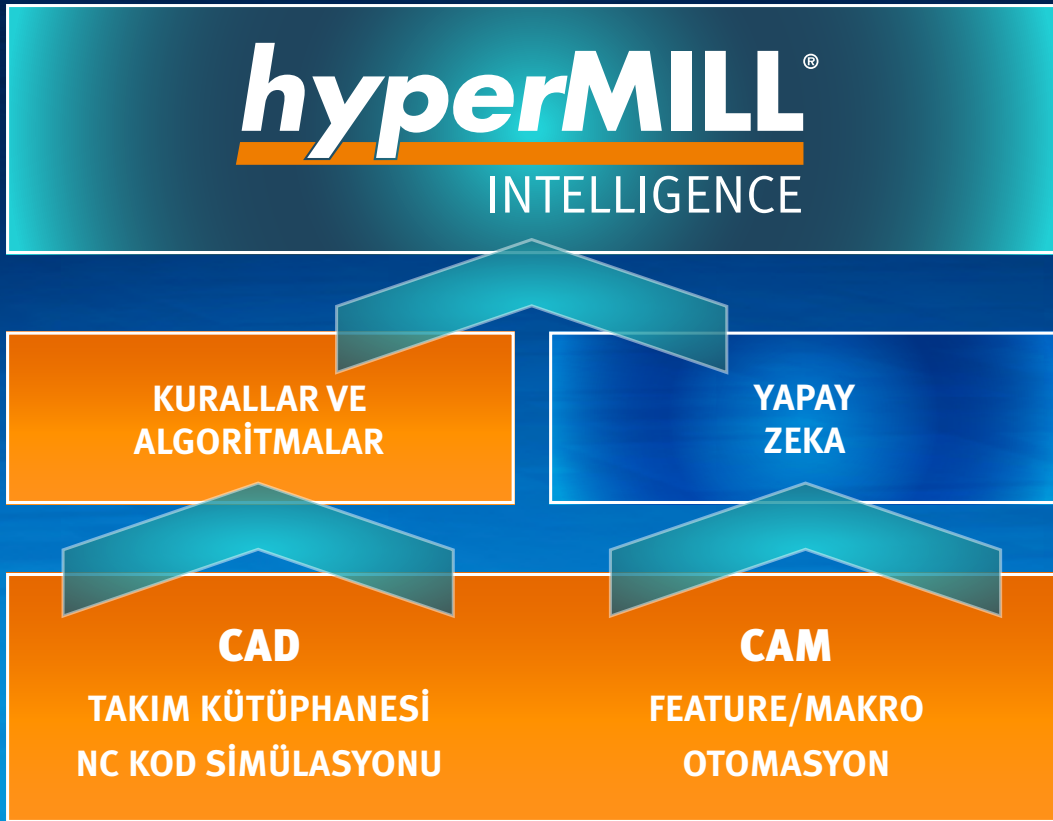 hyperMILL®
INTELLIGENCE
KURALLAR VE
ALGORİTMALAR
YAPAY
ZEKA
CAD
TAKIM KÜTÜPHANESİ
NC KOD SİMÜLASYONU
CAM
FEATURE/MAKRO
OTOMASYON